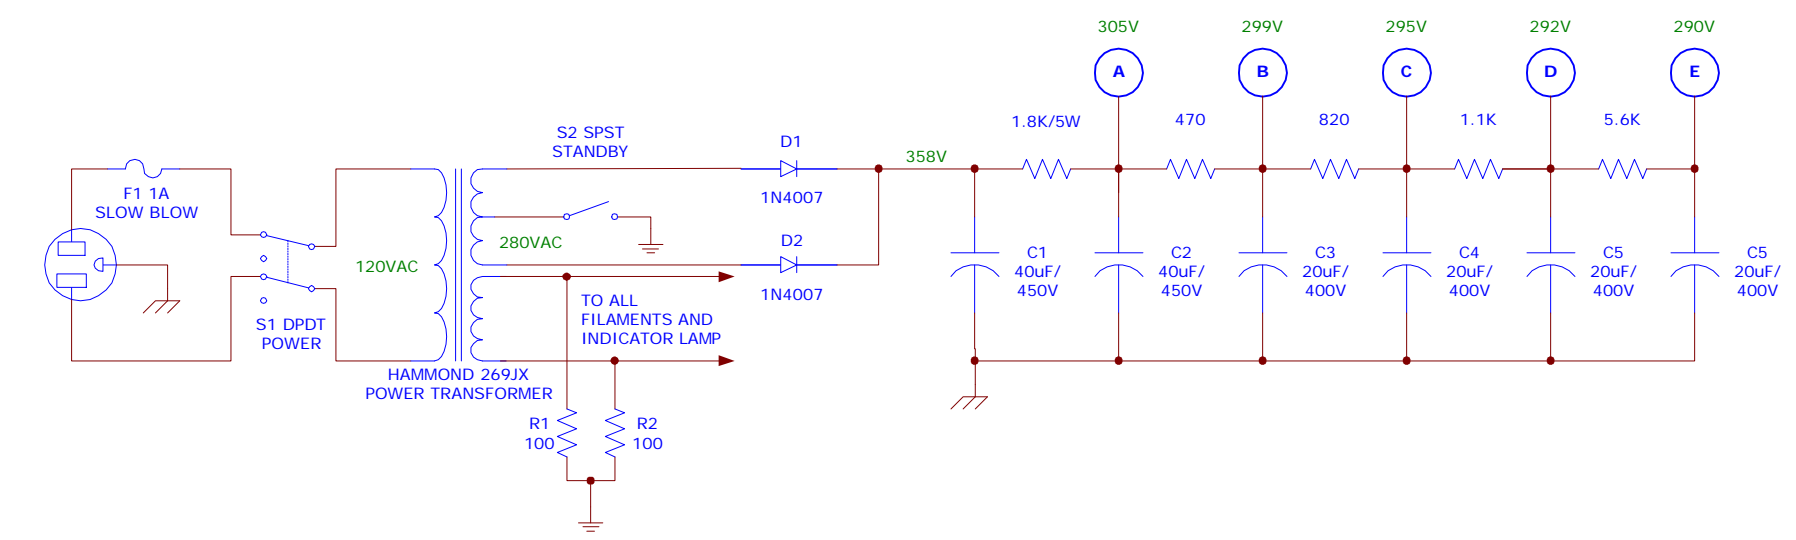 305V
299V
295V
292V
290V
A
B
C
D
E
1.8K/5W
470
820
1.1K
5.6K
S2 SPST
STANDBY
D1
358V
1N4007
F1 1A
SLOW BLOW
280VAC
D2
120VAC
1N4007
C1
40uF/
450V
C2
40uF/
450V
C3
20uF/
400V
C4
20uF/
400V
C5
20uF/
400V
C5
20uF/
400V
TO ALL
FILAMENTS AND
INDICATOR LAMP
S1 DPDT
POWER
HAMMOND 269JX
POWER TRANSFORMER
R1
100
R2
100